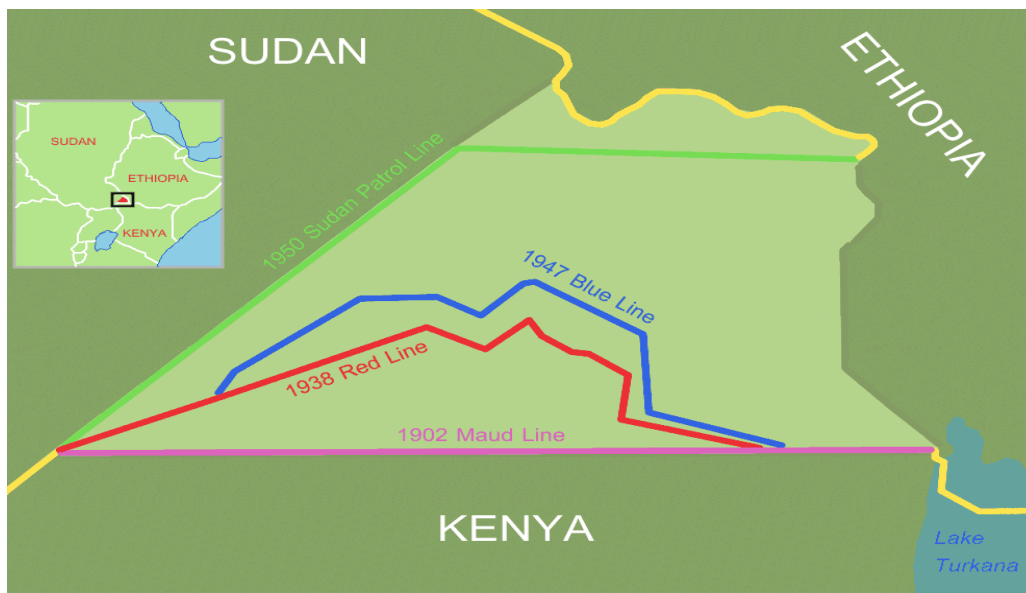 SUDAN
ETHIOPIA
SUDAN
ETHIOPIA
KENYA
1950 Sudan Patrol Line
1947 Blue Line
1938 Red Line
1902 Maud Line
KENYA
Lake
Turkana